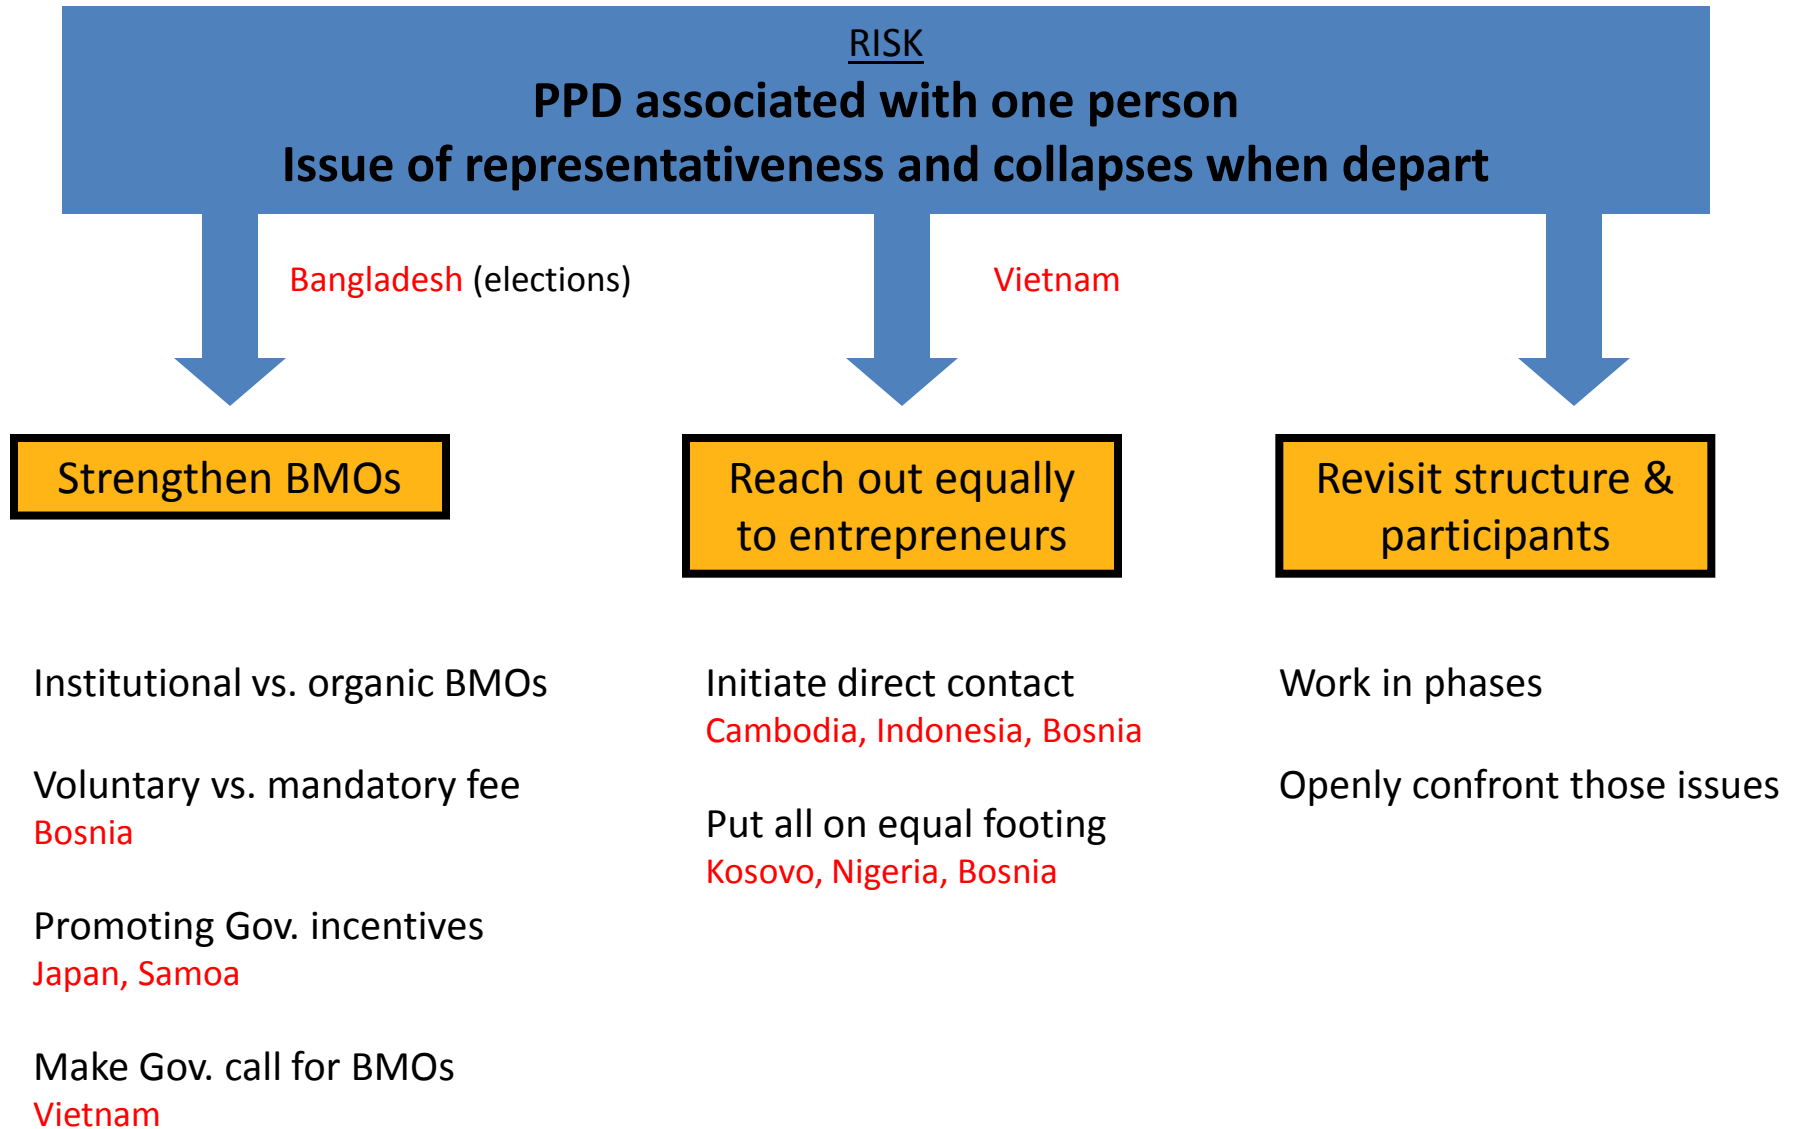 RISK
PPD associated with one person
Issue of representativeness and collapses when depart
Bangladesh (elections)
Vietnam
Strengthen BMOs
Institutional vs. organic BMOs
Voluntary vs. mandatory fee
Bosnia
Promoting Gov. incentives
Japan, Samoa
Make Gov. call for BMOs
Vietnam
Reach out equally
to entrepreneurs
Initiate direct contact
Cambodia, Indonesia, Bosnia
Put all on equal footing
Kosovo, Nigeria, Bosnia
Revisit structure &
participants
Work in phases
Openly confront those issues